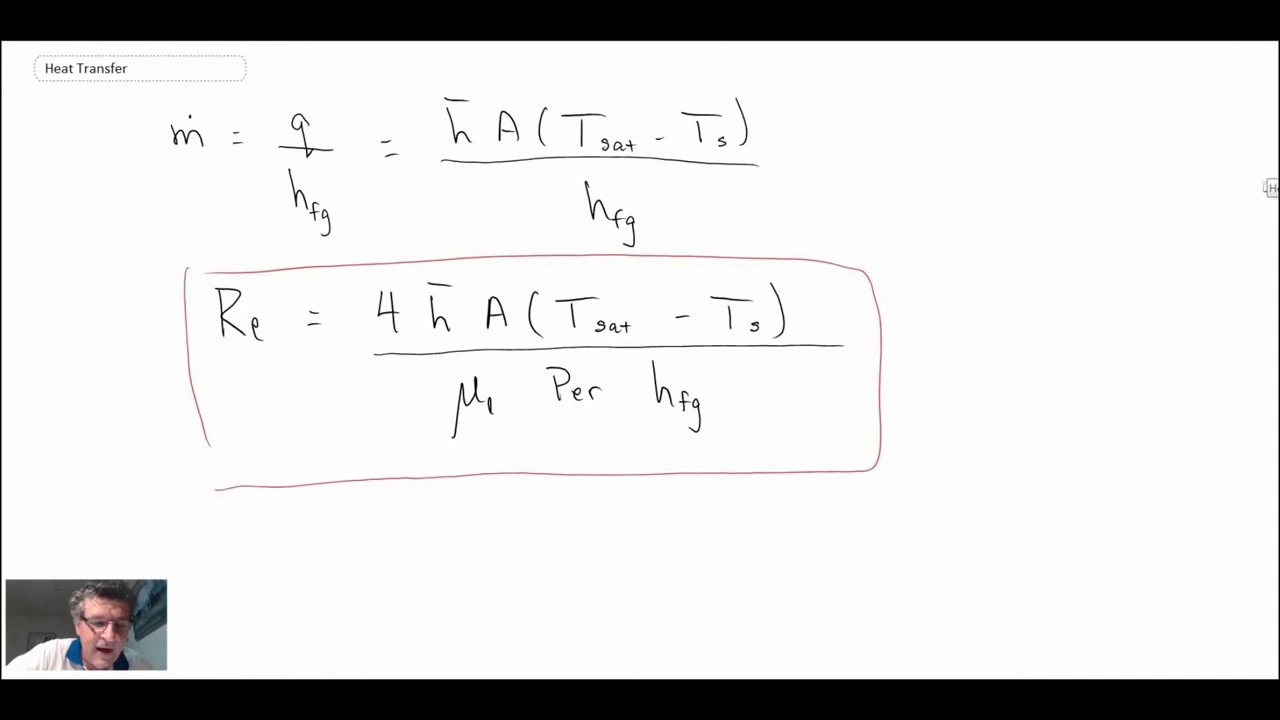 Heat Transfer
ṁ = q / h_fg = h̄ A ( T_sat - T_s ) / h_fg
Re = 4 h̄ A ( T_sat - T_s ) / μ_l Per h_fg